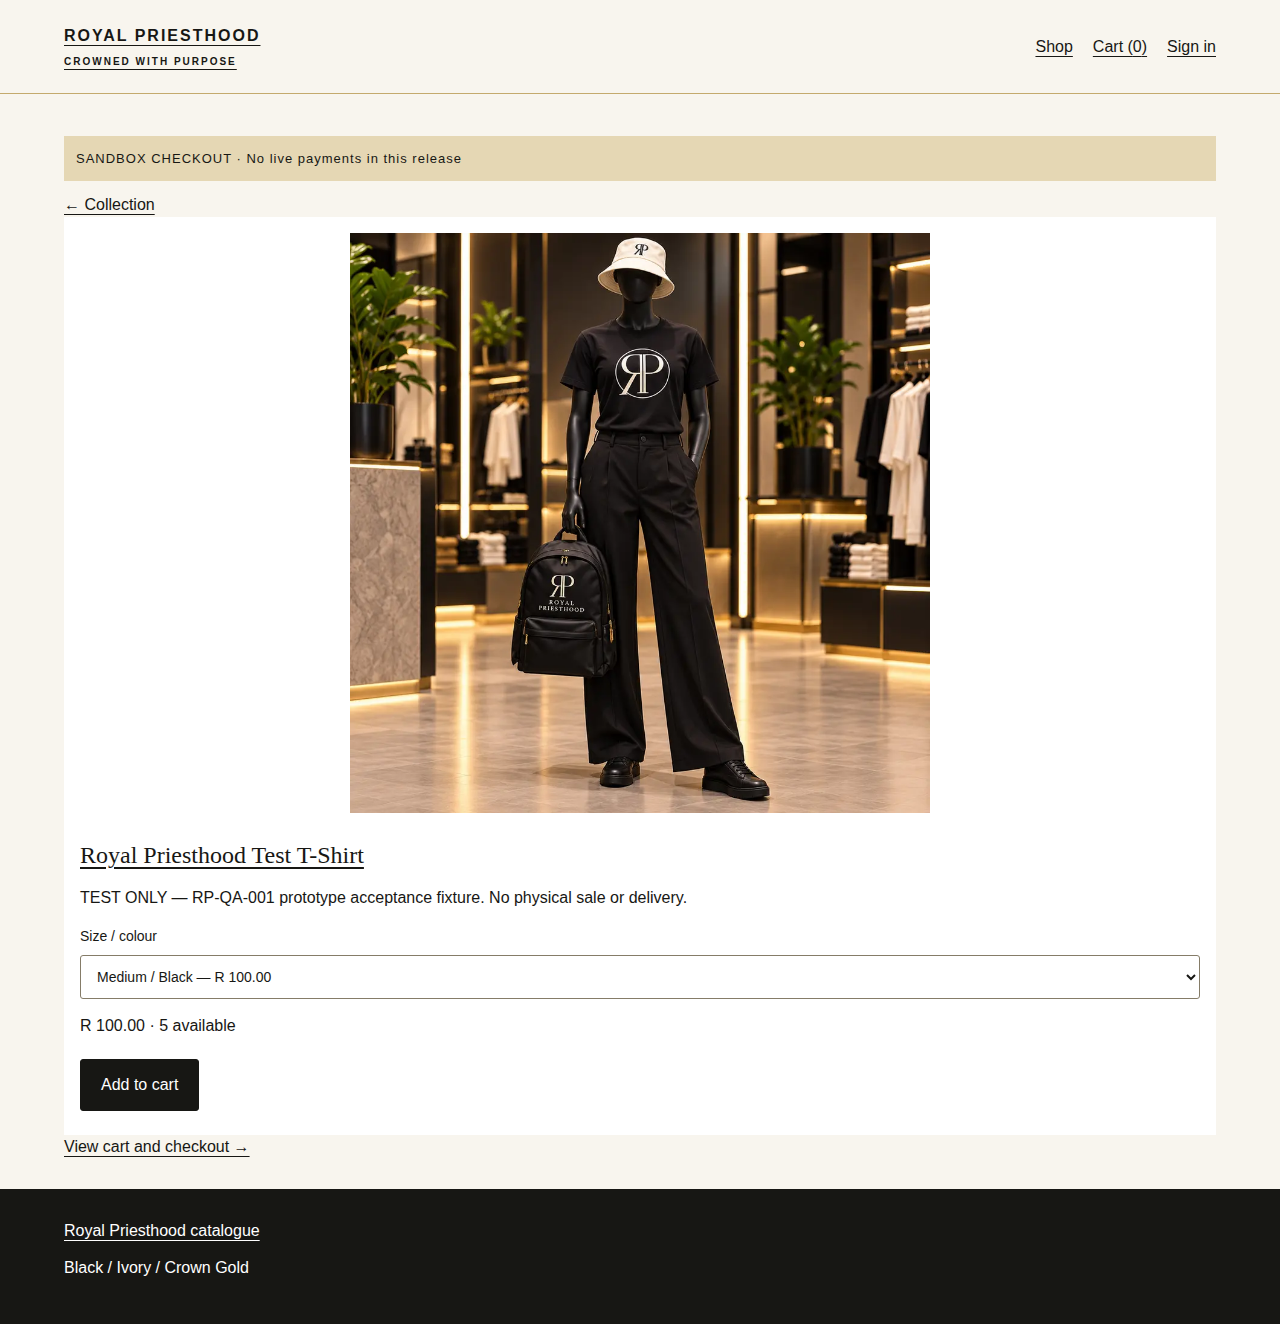 ROYAL PRIESTHOOD
CROWNED WITH PURPOSE
Shop Cart (0) Sign in
SANDBOX CHECKOUT · No live payments in this release
← Collection
RP
RP
RP
ROYAL
PRIESTHOOD
Royal Priesthood Test T-Shirt
TEST ONLY — RP-QA-001 prototype acceptance fixture. No physical sale or delivery.
Size / colour
Medium / Black — R 100.00
R 100.00 · 5 available
Add to cart
View cart and checkout →
Royal Priesthood catalogue
Black / Ivory / Crown Gold